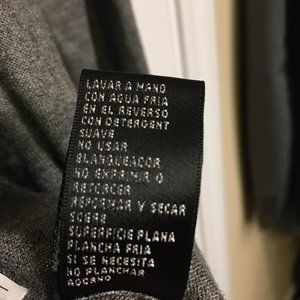 LAVAR A MANO
CON AGUA FRIA
EN EL REVERSO
CON DETERGENT
SUAVE
NO USAR
BLANQUEADOR
NO EXPRIMIR O
RETORCER
REFORMAR Y SECAR
SOBRE
SUPERFICIE PLANA
PLANCHA FRIA
SI SE NECESITA
NO PLANCHAR
ADORNO